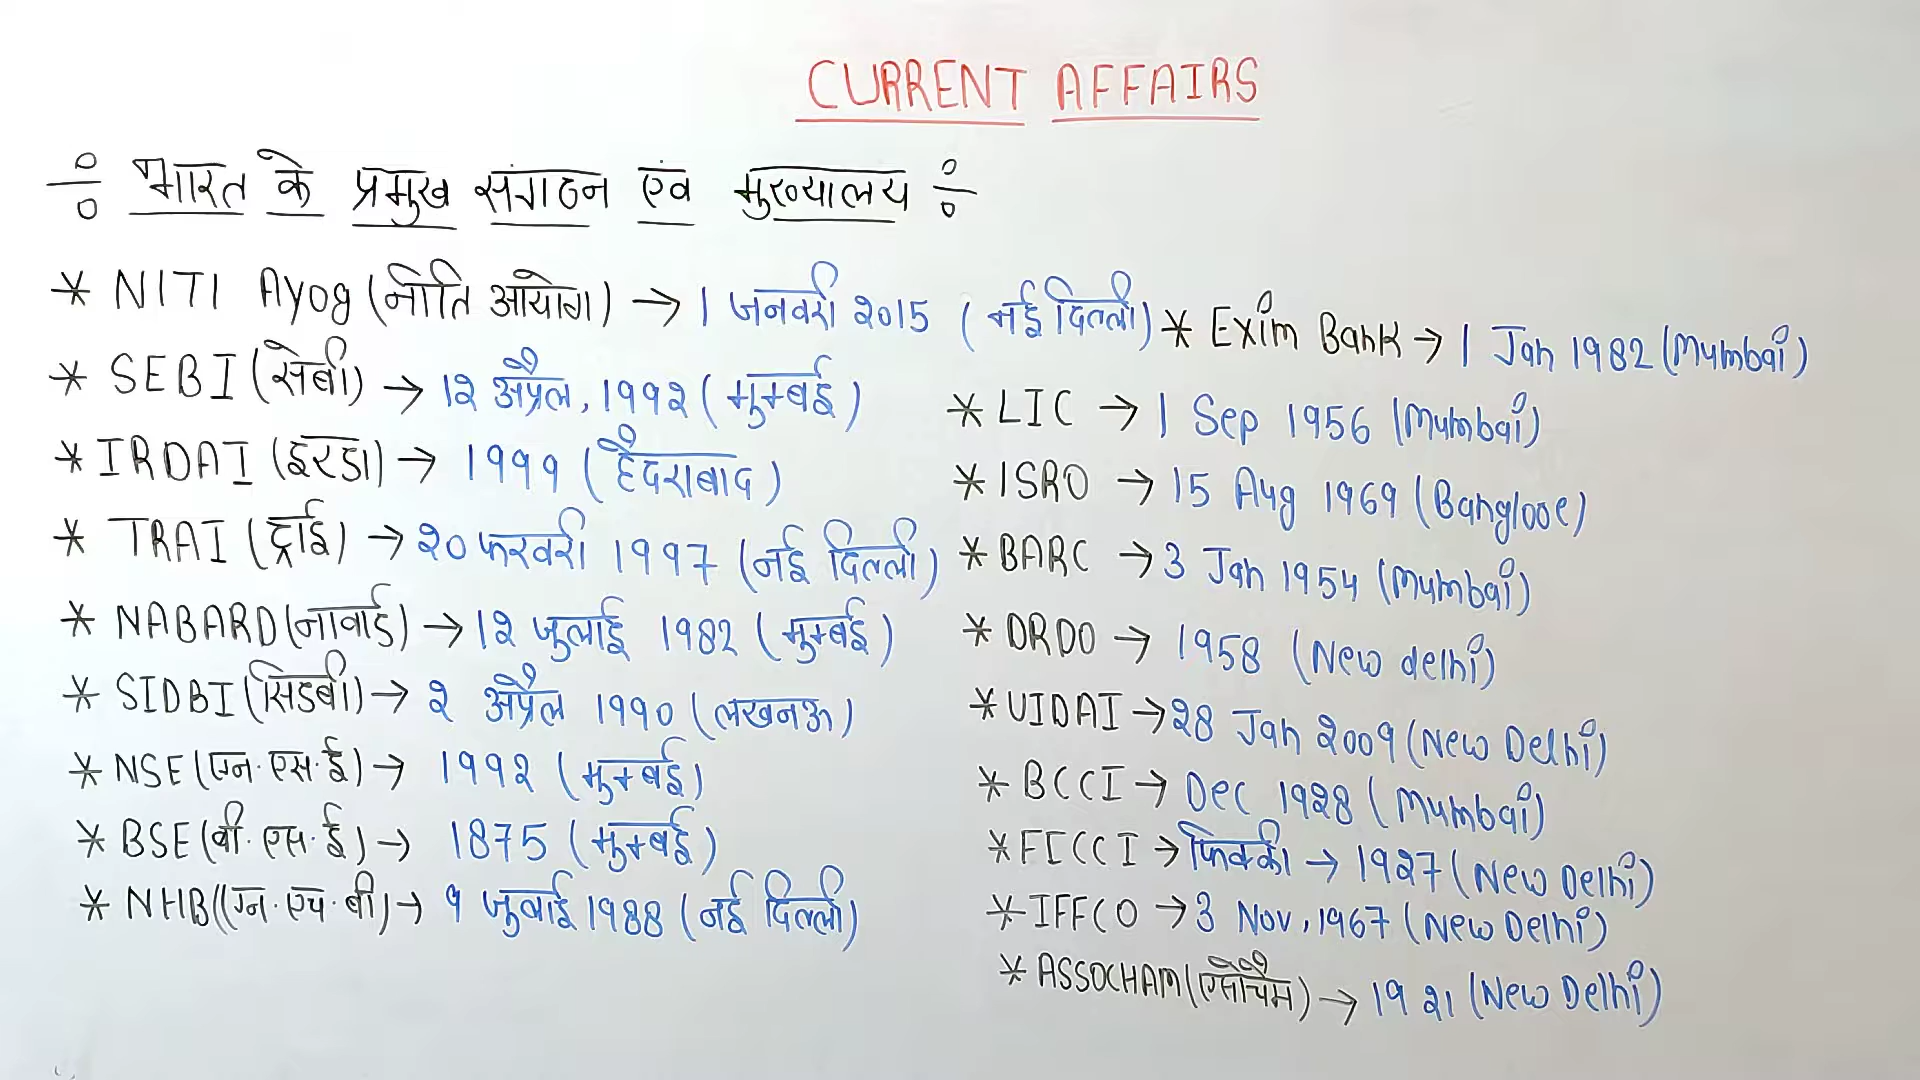 CURRENT AFFAIRS
÷ भारत के प्रमुख संगठन एवं मुख्यालय ÷
* NITI Ayog (नीति आयोग) → 1 जनवरी 2015 (नई दिल्ली)
* SEBI (सेबी) → 12 अप्रैल, 1992 (मुम्बई)
* IRDAI (इरडा) → 1999 (हैदराबाद)
* TRAI (ट्राई) → 20 फरवरी 1997 (नई दिल्ली)
* NABARD (नाबार्ड) → 12 जुलाई 1982 (मुम्बई)
* SIDBI (सिडबी) → 2 अप्रैल 1990 (लखनऊ)
* NSE (एन.एस.ई) → 1992 (मुम्बई)
* BSE (बी.एस.ई) → 1875 (मुम्बई)
* NHB ((एन.एच.बी) → 9 जुलाई 1988 (नई दिल्ली)
* Exim Bank → 1 Jan 1982 (Mumbai)
* LIC → 1 Sep 1956 (Mumbai)
* ISRO → 15 Aug 1969 (Banglooe)
* BARC → 3 Jan 1954 (Mumbai)
* DRDO → 1958 (New delhi)
* UIDAI → 28 Jan 2009 (New Delhi)
* BCCI → Dec 1928 (Mumbai)
* FICCI → फिक्की → 1927 (New Delhi)
* IFFCO → 3 Nov, 1967 (New Delhi)
* ASSOCHAM (एसोचैम) → 1921 (New Delhi)